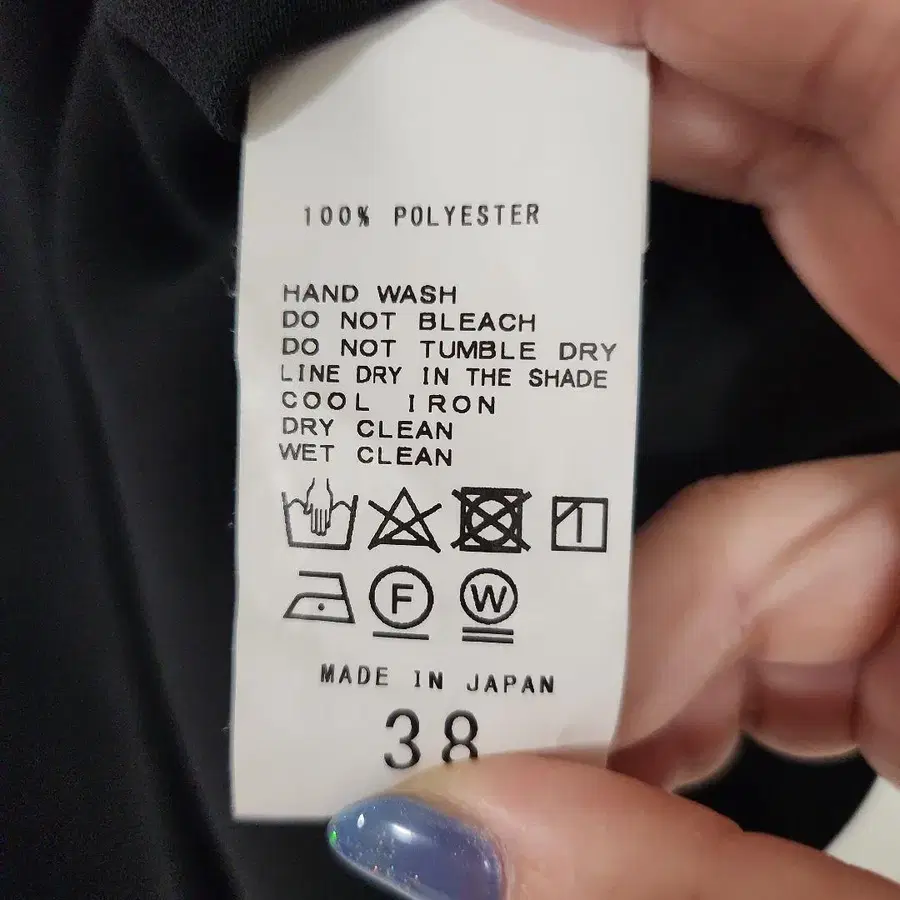 100% POLYESTER
HAND WASH
DO NOT BLEACH
DO NOT TUMBLE DRY
LINE DRY IN THE SHADE
COOL IRON
DRY CLEAN
WET CLEAN
F W
MADE IN JAPAN
38